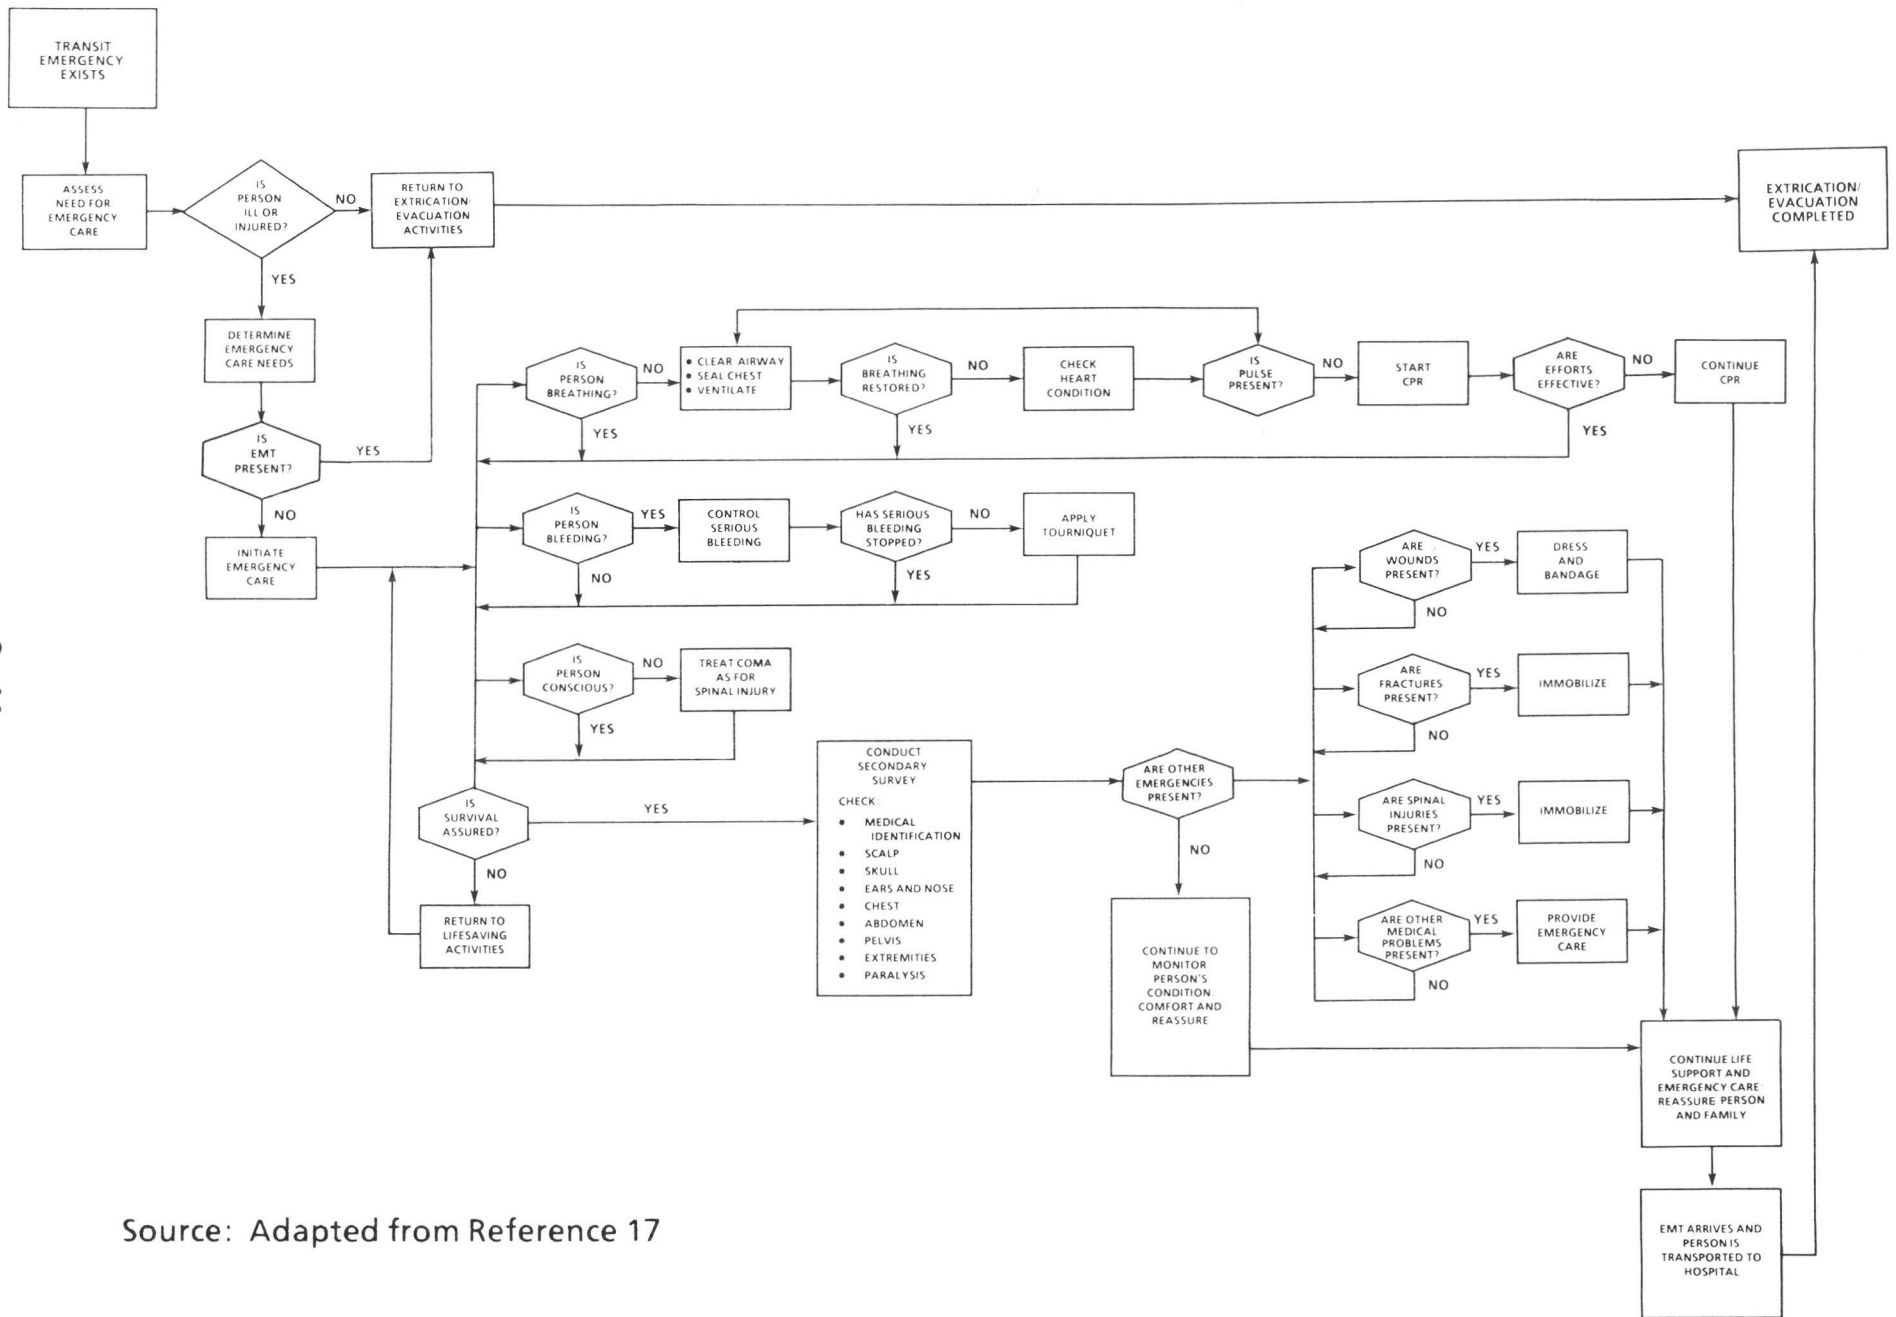 TRANSIT
EMERGENCY
EXISTS
ASSESS
NEED FOR
EMERGENCY
CARE
IS
PERSON
ILL OR
INJURED?
NO
YES
RETURN TO
EXTRICATION
EVACUATION
ACTIVITIES
EXTRICATION/
EVACUATION
COMPLETED
DETERMINE
EMERGENCY
CARE NEEDS
IS
EMT
PRESENT?
YES
NO
INITIATE
EMERGENCY
CARE
IS
PERSON
BREATHING?
NO
YES
• CLEAR AIRWAY
• SEAL CHEST
• VENTILATE
IS
BREATHING
RESTORED?
NO
YES
CHECK
HEART
CONDITION
IS
PULSE
PRESENT?
NO
START
CPR
ARE
EFFORTS
EFFECTIVE?
NO
YES
CONTINUE
CPR
IS
PERSON
BLEEDING?
YES
NO
CONTROL
SERIOUS
BLEEDING
HAS SERIOUS
BLEEDING
STOPPED?
NO
YES
APPLY
TOURNIQUET
IS
PERSON
CONSCIOUS?
NO
YES
TREAT COMA
AS FOR
SPINAL INJURY
IS
SURVIVAL
ASSURED?
YES
NO
RETURN TO
LIFESAVING
ACTIVITIES
CONDUCT
SECONDARY
SURVEY
CHECK:
• MEDICAL
IDENTIFICATION
• SCALP
• SKULL
• EARS AND NOSE
• CHEST
• ABDOMEN
• PELVIS
• EXTREMITIES
• PARALYSIS
ARE OTHER
EMERGENCIES
PRESENT?
NO
CONTINUE TO
MONITOR
PERSON'S
CONDITION
COMFORT AND
REASSURE
ARE
WOUNDS
PRESENT?
YES
NO
DRESS
AND
BANDAGE
ARE
FRACTURES
PRESENT?
YES
NO
IMMOBILIZE
ARE SPINAL
INJURIES
PRESENT?
YES
NO
IMMOBILIZE
ARE OTHER
MEDICAL
PROBLEMS
PRESENT?
YES
NO
PROVIDE
EMERGENCY
CARE
CONTINUE LIFE
SUPPORT AND
EMERGENCY CARE:
REASSURE PERSON
AND FAMILY
EMT ARRIVES AND
PERSON IS
TRANSPORTED TO
HOSPITAL
Source: Adapted from Reference 17